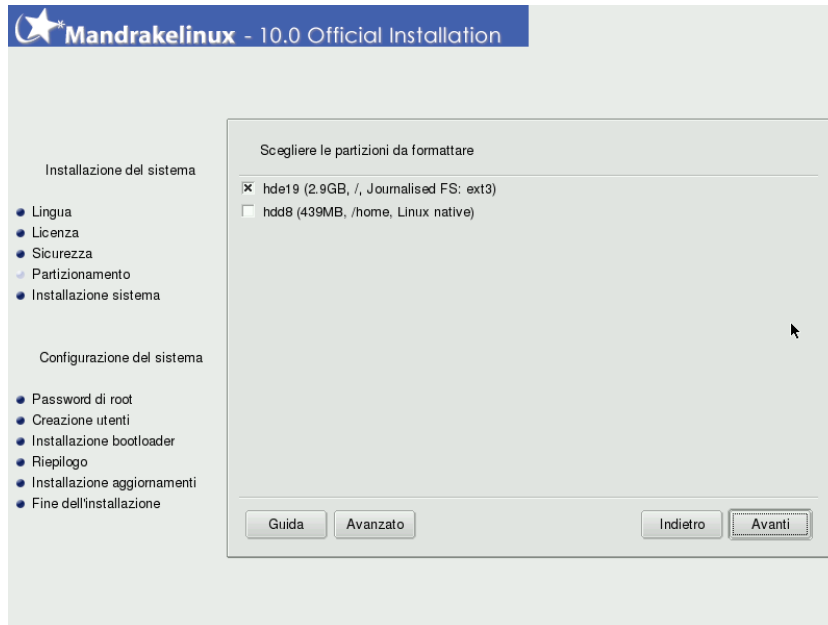 Mandrakelinux - 10.0 Official Installation
Installazione del sistema
Lingua
Licenza
Sicurezza
Partizionamento
Installazione sistema
Configurazione del sistema
Password di root
Creazione utenti
Installazione bootloader
Riepilogo
Installazione aggiornamenti
Fine dell'installazione
Scegliere le partizioni da formattare
hde19 (2.9GB, /, Journalised FS: ext3)
hdd8 (439MB, /home, Linux native)
Guida
Avanzato
Indietro
Avanti